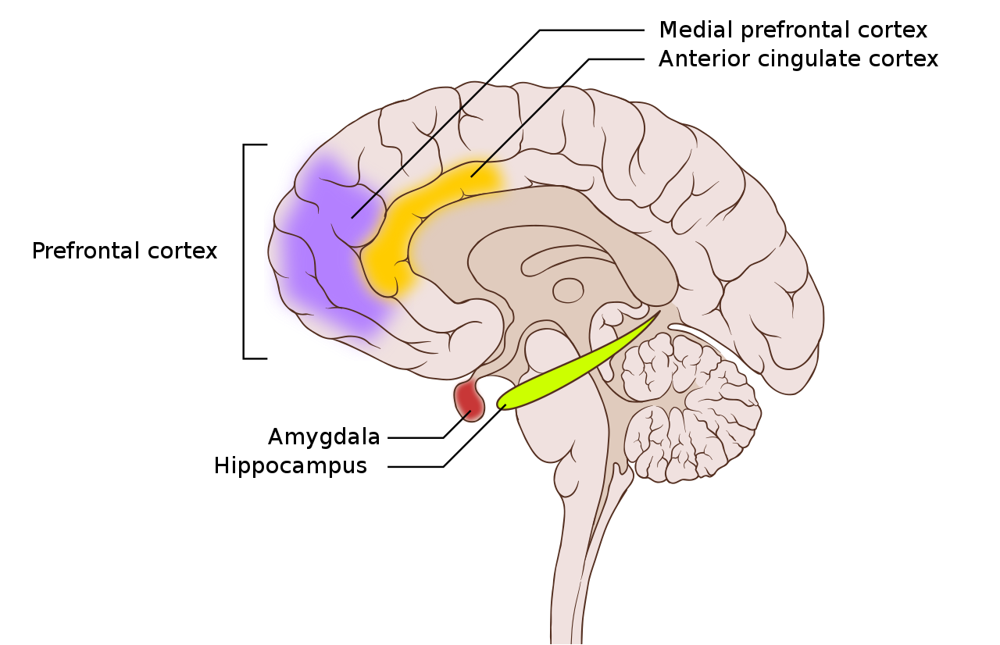 Medial prefrontal cortex
Anterior cingulate cortex
Prefrontal cortex
Amygdala
Hippocampus